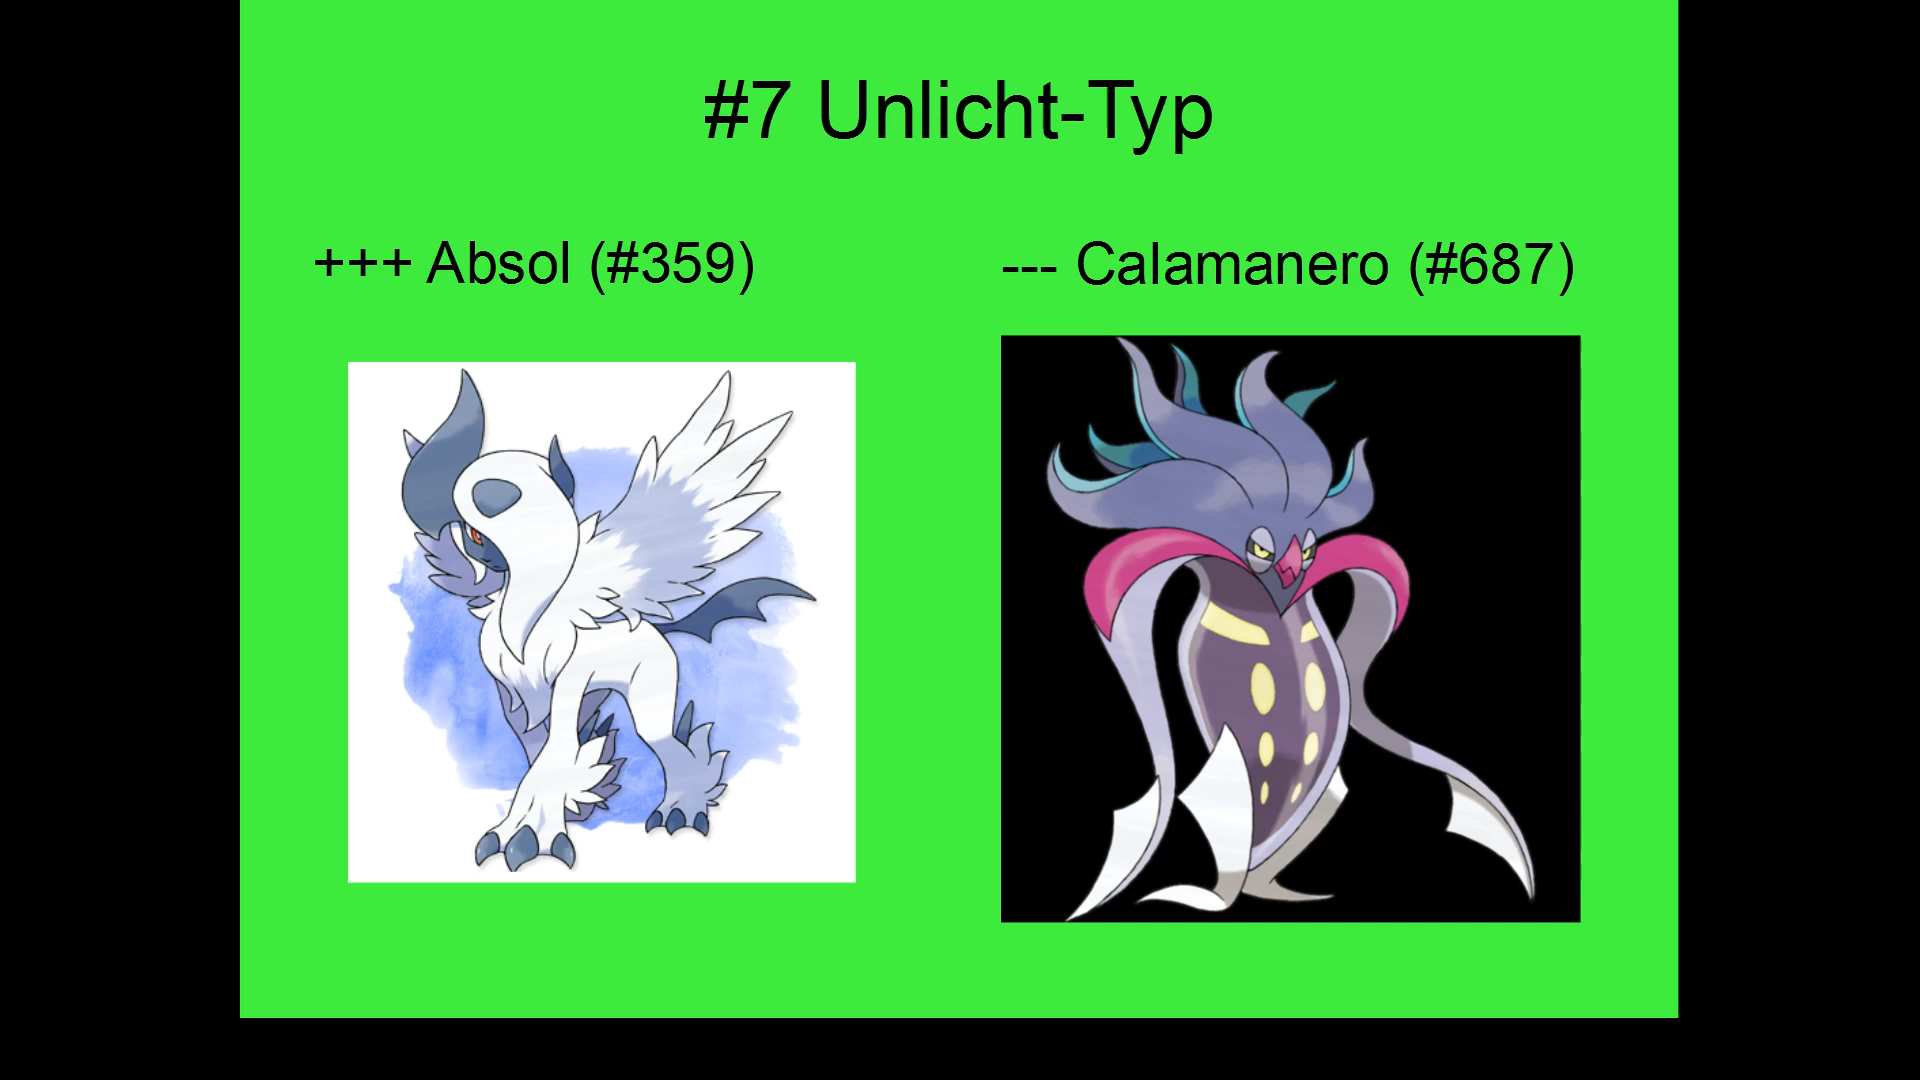 #7 Unlicht-Typ
+++ Absol (#359)
--- Calamanero (#687)